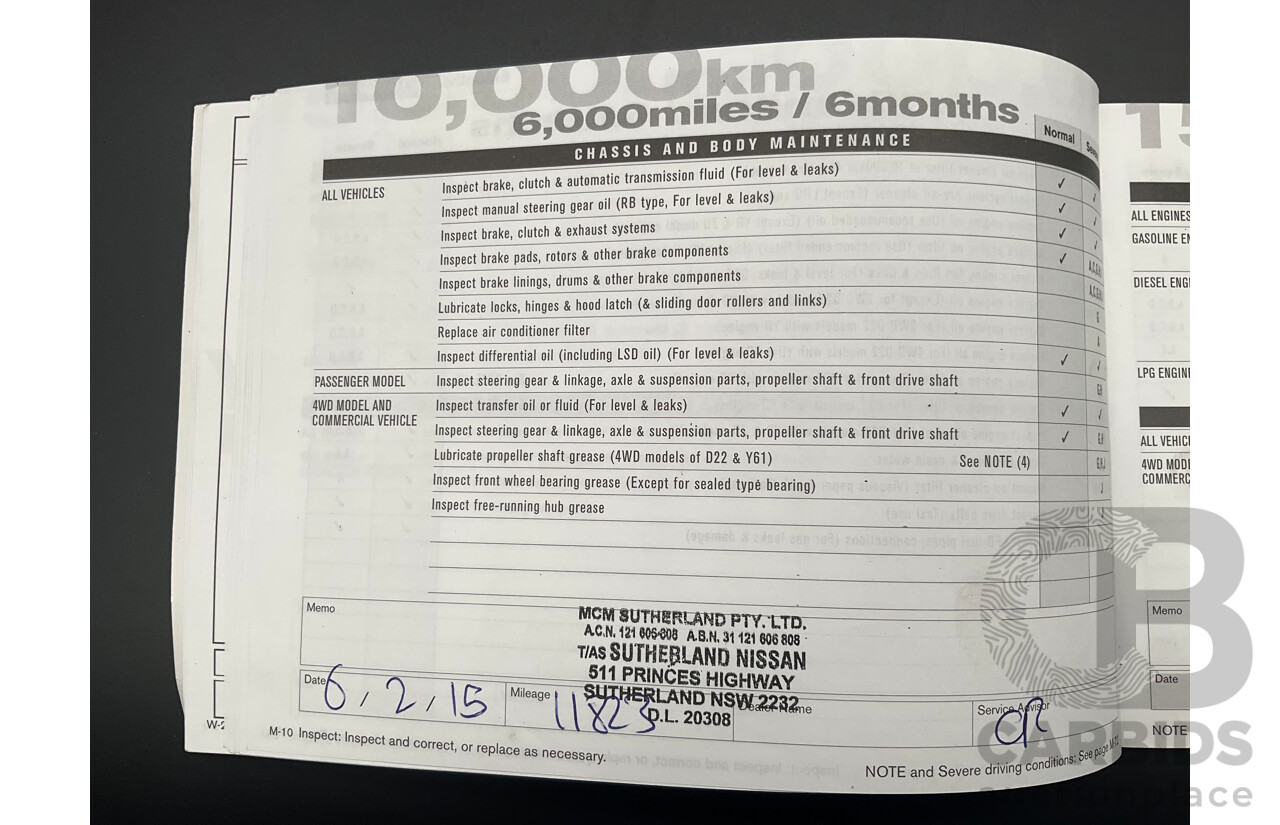 10,000km
6,000miles / 6months
CHASSIS AND BODY MAINTENANCE
Normal
ALL VEHICLES
Inspect brake, clutch & automatic transmission fluid (For level & leaks) ✓ ✓
Inspect manual steering gear oil (RB type, For level & leaks) ✓ ✓
Inspect brake, clutch & exhaust systems ✓ ✓
Inspect brake pads, rotors & other brake components ✓
Inspect brake linings, drums & other brake components
Lubricate locks, hinges & hood latch (& sliding door rollers and links)
Replace air conditioner filter
Inspect differential oil (including LSD oil) (For level & leaks) ✓ ✓
PASSENGER MODEL
Inspect steering gear & linkage, axle & suspension parts, propeller shaft & front drive shaft
4WD MODEL AND
COMMERCIAL VEHICLE
Inspect transfer oil or fluid (For level & leaks) ✓ ✓
Inspect steering gear & linkage, axle & suspension parts, propeller shaft & front drive shaft ✓
Lubricate propeller shaft grease (4WD models of D22 & Y61) See NOTE (4)
Inspect front wheel bearing grease (Except for sealed type bearing)
Inspect free-running hub grease
Memo
MCM SUTHERLAND PTY. LTD.
A.C.N. 121 606 808 A.B.N. 31 121 606 808
T/AS SUTHERLAND NISSAN
511 PRINCES HIGHWAY
SUTHERLAND NSW 2232
D.L. 20308
Date 6/2/15
Mileage 11823
Dealer Name
Service Advisor CR
M-10 Inspect: Inspect and correct, or replace as necessary.
NOTE and Severe driving conditions: See page
15
ALL ENGINES
GASOLINE EN
DIESEL ENGI
LPG ENGIN
ALL VEHIC
4WD MODE
COMMERC
Memo
Date
NOTE
CARBIDS